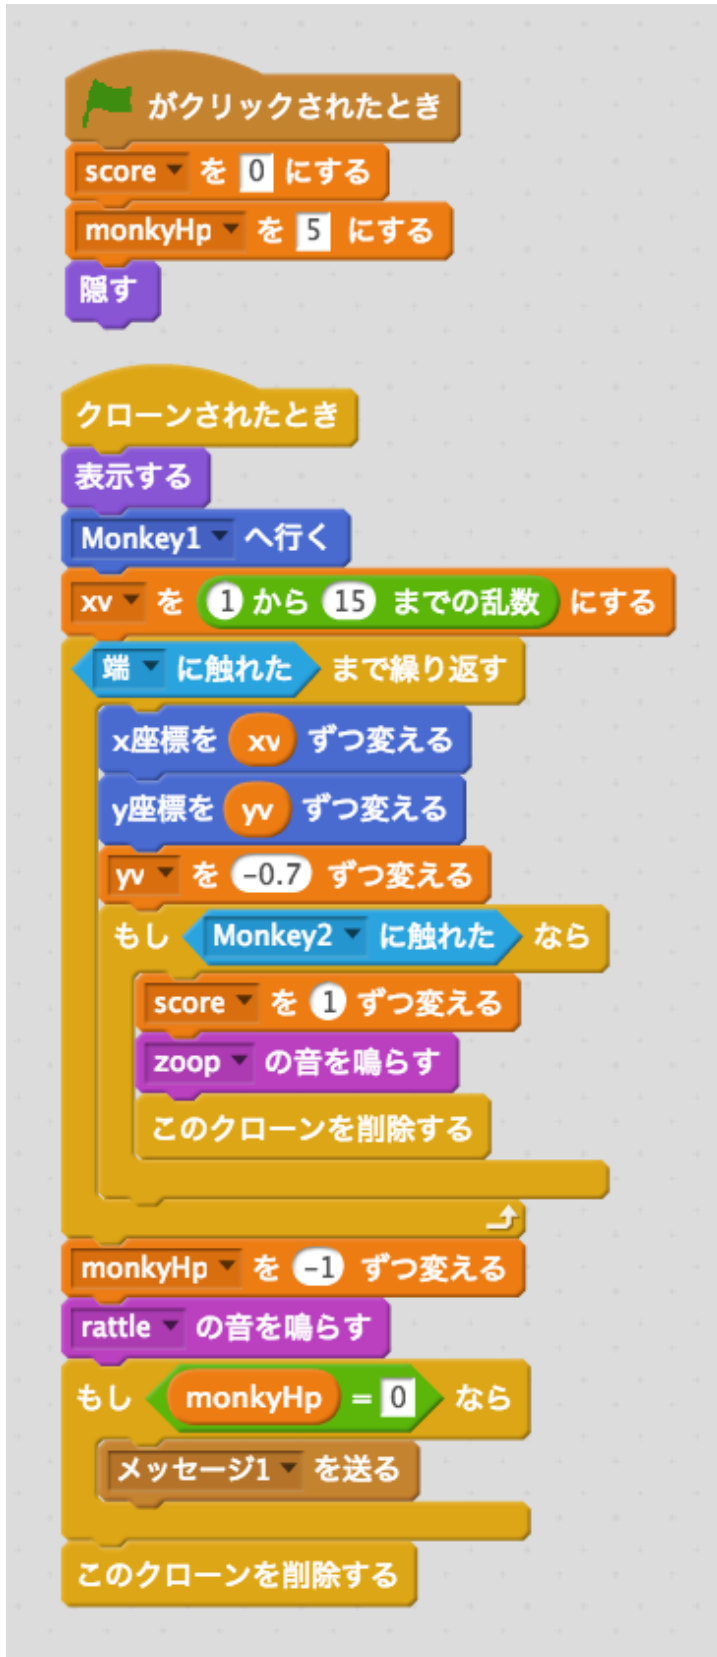 がクリックされたとき
score を 0 にする
monkyHp を 5 にする
隠す
クローンされたとき
表示する
Monkey1 へ行く
xv を 1 から 15 までの乱数 にする
端 に触れた まで繰り返す
x座標を xv ずつ変える
y座標を yv ずつ変える
yv を -0.7 ずつ変える
もし Monkey2 に触れた なら
score を 1 ずつ変える
zoop の音を鳴らす
このクローンを削除する
monkyHp を -1 ずつ変える
rattle の音を鳴らす
もし monkyHp = 0 なら
メッセージ1 を送る
このクローンを削除する